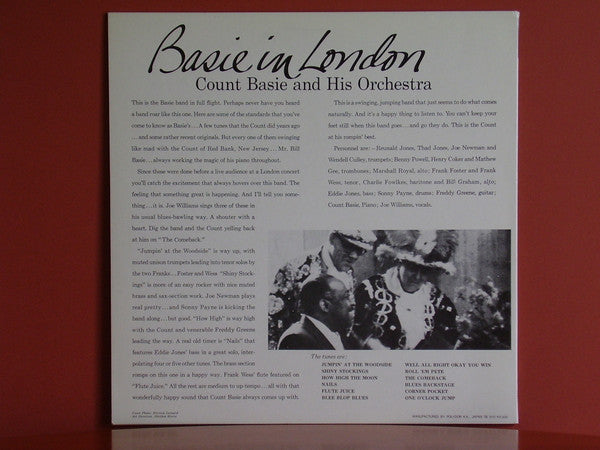 Basie in London
Count Basie and His Orchestra
This is the Basie band in full flight. Perhaps never have you heard
a band roar like this one. Here are some of the standards that you've
come to know as Basie's...A few tunes that the Count did years ago
...and some rather recent originals. But every one of them swinging
like mad with the Count of Red Bank, New Jersey... Mr. Bill
Basie...always working the magic of his piano throughout.
Since these were done before a live audience at a London concert
you'll catch the excitement that always hovers over this band. The
feeling that something great is happening. And I'll tell you some-
thing...it is. Joe Williams sings three of these in
his usual blues-bawling way. A shouter with a
heart. Dig the band and the Count yelling back
at him on "The Comeback."
"Jumpin' at the Woodside" is way up, with
muted unison trumpets leading into tenor solos by
the two Franks...Foster and Wess. "Shiny Stock-
ings" is more of an easy rocker with nice muted
brass and sax-section work. Joe Newman plays
real pretty...and Sonny Payne is kicking the
band along...but good. "How High" is way high
with the Count and venerable Freddy Greene
leading the way. A real old timer is "Nails" that
features Eddie Jones' bass in a great solo, inter-
polating four or five other tunes. The brass section
romps on this one in a happy way. Frank Wess' flute featured on
"Flute Juice." All the rest are medium to up tempo...all with that
wonderfully happy sound that Count Basie always comes up with.
This is a swinging, jumping band that just seems to do what comes
naturally. And it's a happy thing to listen to. You can't keep your
feet still when this band goes...and go they do. This is the Count
at his rompin' best.
Personnel are:—Reunald Jones, Thad Jones, Joe Newman and
Wendell Culley, trumpets; Benny Powell, Henry Coker and Mathew
Gee, trombones; Marshall Royal, alto; Frank Foster and Frank
Wess, tenor, Charlie Fowlkes, baritone and Bill Graham, alto;
Eddie Jones, bass; Sonny Payne, drums; Freddy Greene, guitar;
Count Basie, Piano; Joe Williams, vocals.
The tunes are:
JUMPIN' AT THE WOODSIDE
SHINY STOCKINGS
HOW HIGH THE MOON
NAILS
FLUTE JUICE
BLEE BLOP BLUES
WELL ALL RIGHT OKAY YOU WIN
ROLL 'EM PETE
THE COMEBACK
BLUES BACKSTAGE
CORNER POCKET
ONE O'CLOCK JUMP
MANUFACTURED BY POLYDOR K.K., JAPAN